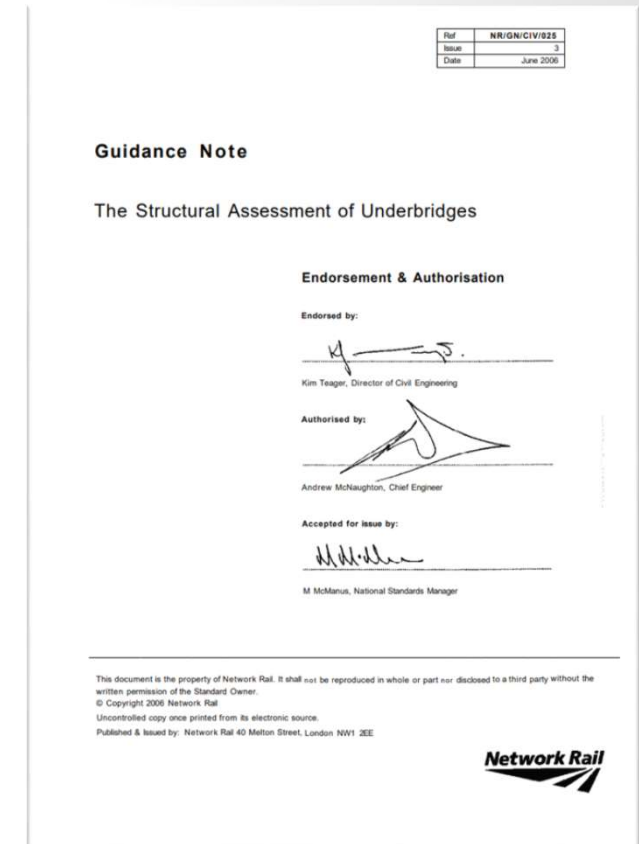 Ref NR/GN/CIV/025
Issue 3
Date June 2006
Guidance Note
The Structural Assessment of Underbridges
Endorsement & Authorisation
Endorsed by:
Kim Teager, Director of Civil Engineering
Authorised by:
Andrew McNaughton, Chief Engineer
Accepted for issue by:
M McManus, National Standards Manager
This document is the property of Network Rail. It shall not be reproduced in whole or part nor disclosed to a third party without the
written permission of the Standard Owner.
© Copyright 2006 Network Rail
Uncontrolled copy once printed from its electronic source.
Published & Issued by: Network Rail 40 Melton Street, London NW1 2EE
Network Rail